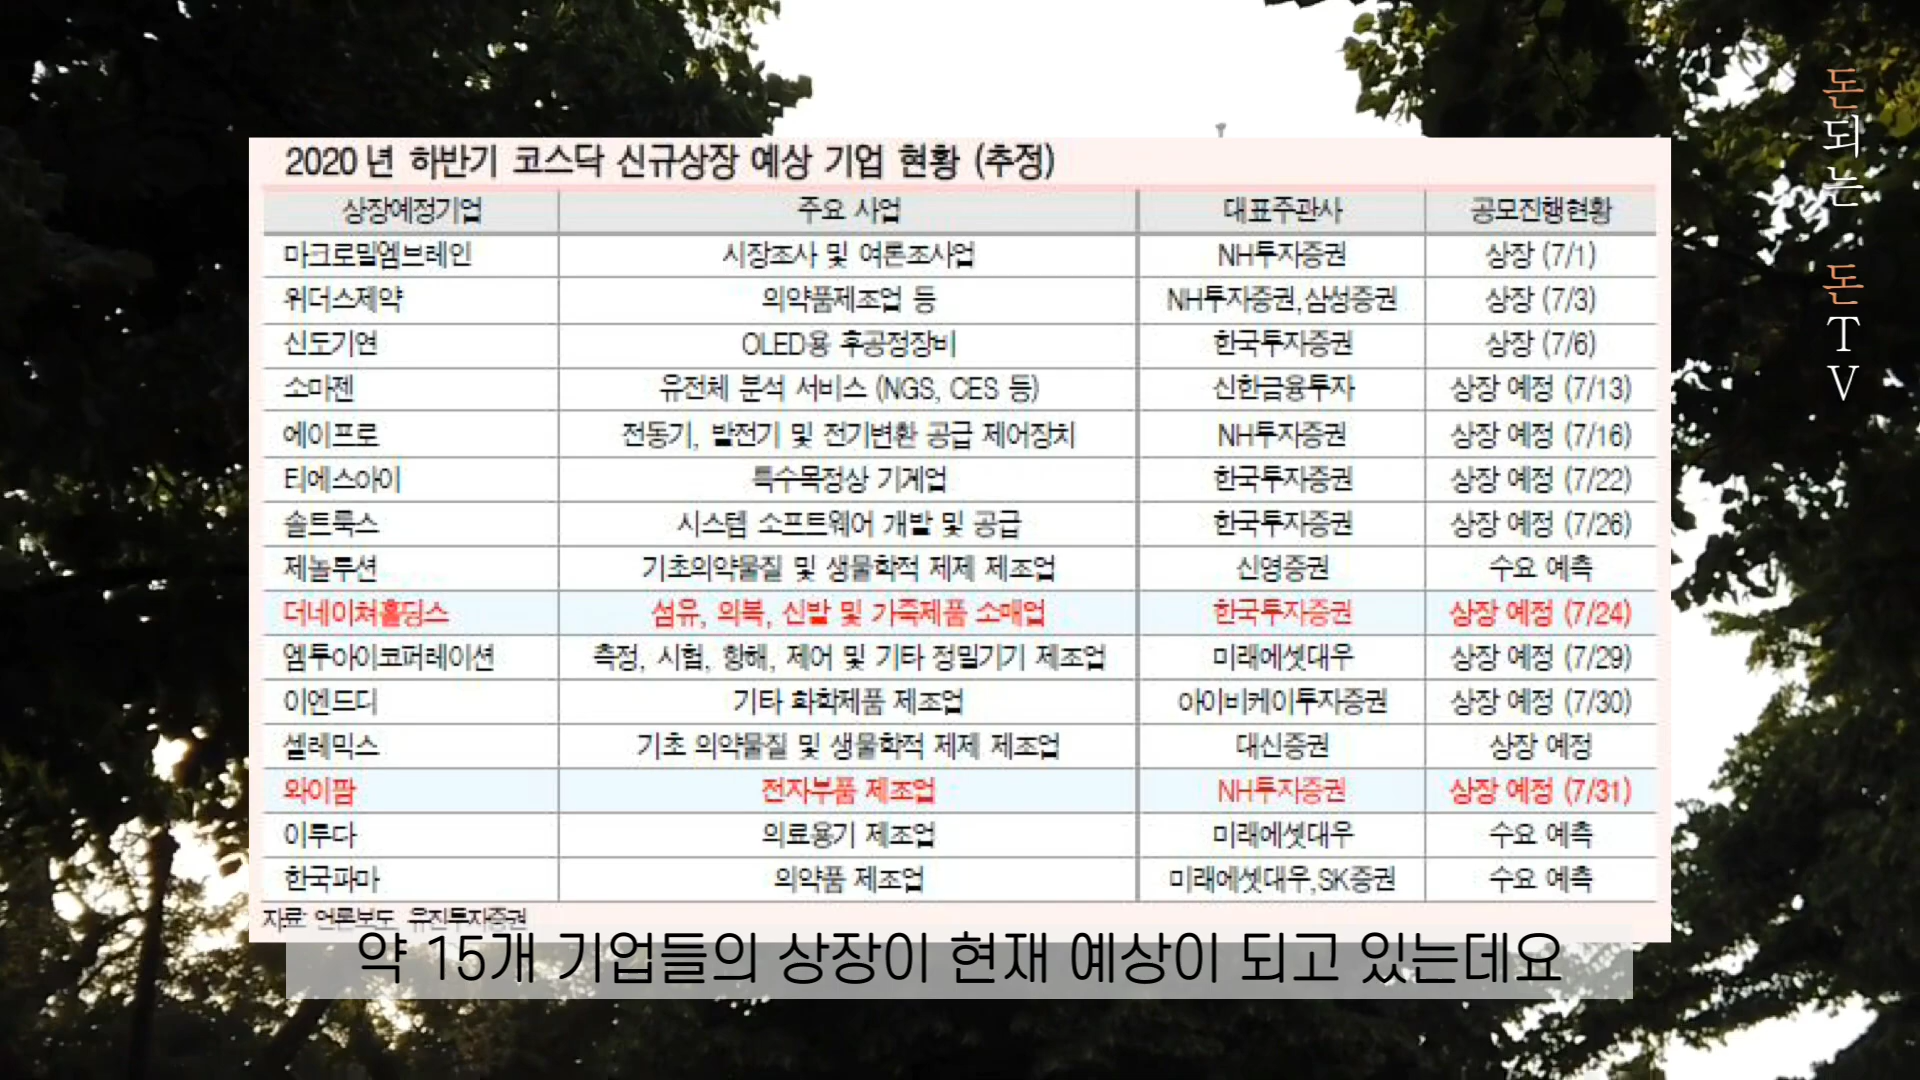 2020년 하반기 코스닥 신규상장 예상 기업 현황 (추정)
상장예정기업 주요 사업 대표주관사 공모진행현황
마크로밀엠브레인 시장조사 및 여론조사업 NH투자증권 상장 (7/1)
위더스제약 의약품제조업 등 NH투자증권,삼성증권 상장 (7/3)
신도기연 OLED용 후공정장비 한국투자증권 상장 (7/6)
소마젠 유전체 분석 서비스 (NGS, CES 등) 신한금융투자 상장 예정 (7/13)
에이프로 전동기, 발전기 및 전기변환 공급 제어장치 NH투자증권 상장 예정 (7/16)
티에스아이 특수목정상 기계업 한국투자증권 상장 예정 (7/22)
솔트룩스 시스템 소프트웨어 개발 및 공급 한국투자증권 상장 예정 (7/26)
제놀루션 기초의약물질 및 생물학적 제제 제조업 신영증권 수요 예측
더네이쳐홀딩스 섬유, 의복, 신발 및 가죽제품 소매업 한국투자증권 상장 예정 (7/24)
엠투아이코퍼레이션 측정, 시험, 항해, 제어 및 기타 정밀기기 제조업 미래에셋대우 상장 예정 (7/29)
이엔드디 기타 화학제품 제조업 아이비케이투자증권 상장 예정 (7/30)
셀레믹스 기초 의약물질 및 생물학적 제제 제조업 대신증권 상장 예정
와이팜 전자부품 제조업 NH투자증권 상장 예정 (7/31)
이루다 의료용기 제조업 미래에셋대우 수요 예측
한국파마 의약품 제조업 미래에셋대우,SK증권 수요 예측
자료: 언론보도, 유진투자증권
약 15개 기업들의 상장이 현재 예상이 되고 있는데요
돈되는 돈TV